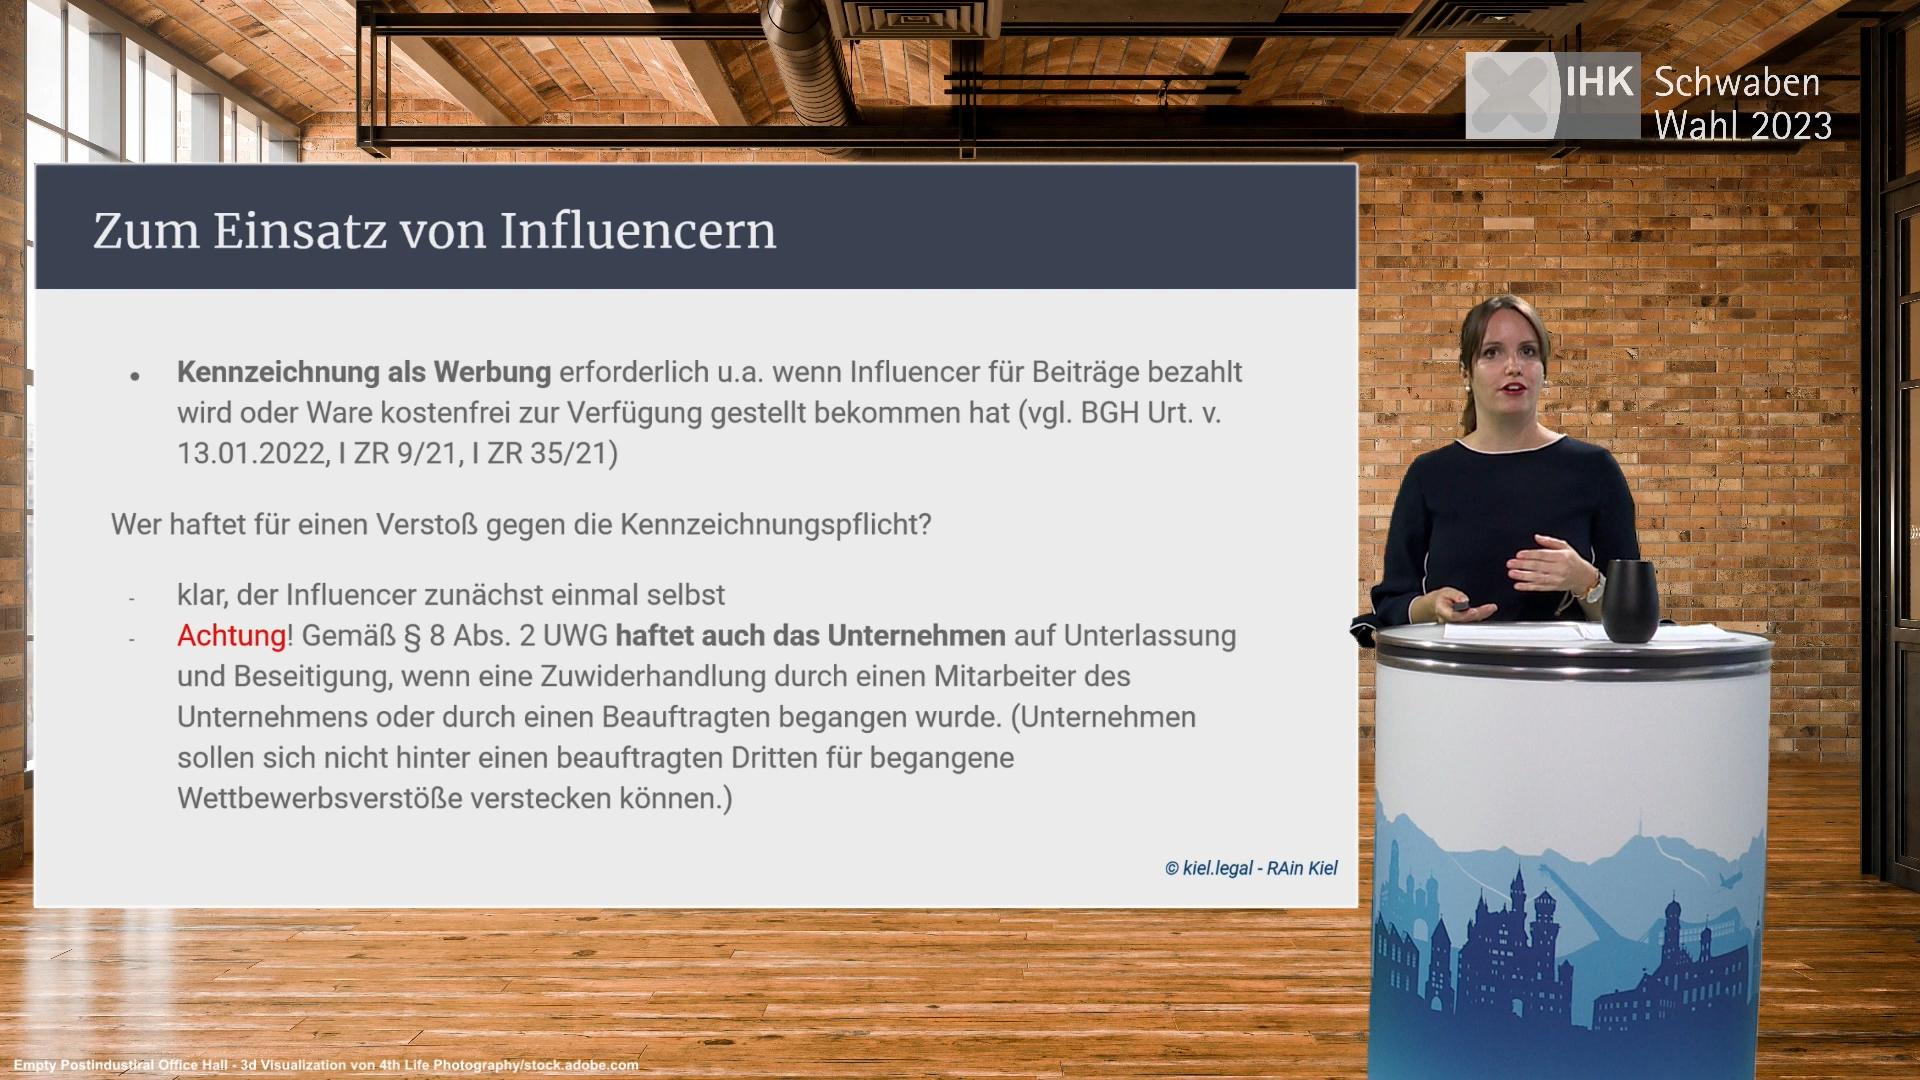 IHK Schwaben
Wahl 2023
Zum Einsatz von Influencern
• Kennzeichnung als Werbung erforderlich u.a. wenn Influencer für Beiträge bezahlt
wird oder Ware kostenfrei zur Verfügung gestellt bekommen hat (vgl. BGH Urt. v.
13.01.2022, I ZR 9/21, I ZR 35/21)
Wer haftet für einen Verstoß gegen die Kennzeichnungspflicht?
- klar, der Influencer zunächst einmal selbst
- Achtung! Gemäß § 8 Abs. 2 UWG haftet auch das Unternehmen auf Unterlassung
und Beseitigung, wenn eine Zuwiderhandlung durch einen Mitarbeiter des
Unternehmens oder durch einen Beauftragten begangen wurde. (Unternehmen
sollen sich nicht hinter einen beauftragten Dritten für begangene
Wettbewerbsverstöße verstecken können.)
© kiel.legal - RAin Kiel
Empty Postindustiral Office Hall - 3d Visualization von 4th Life Photography/stock.adobe.com